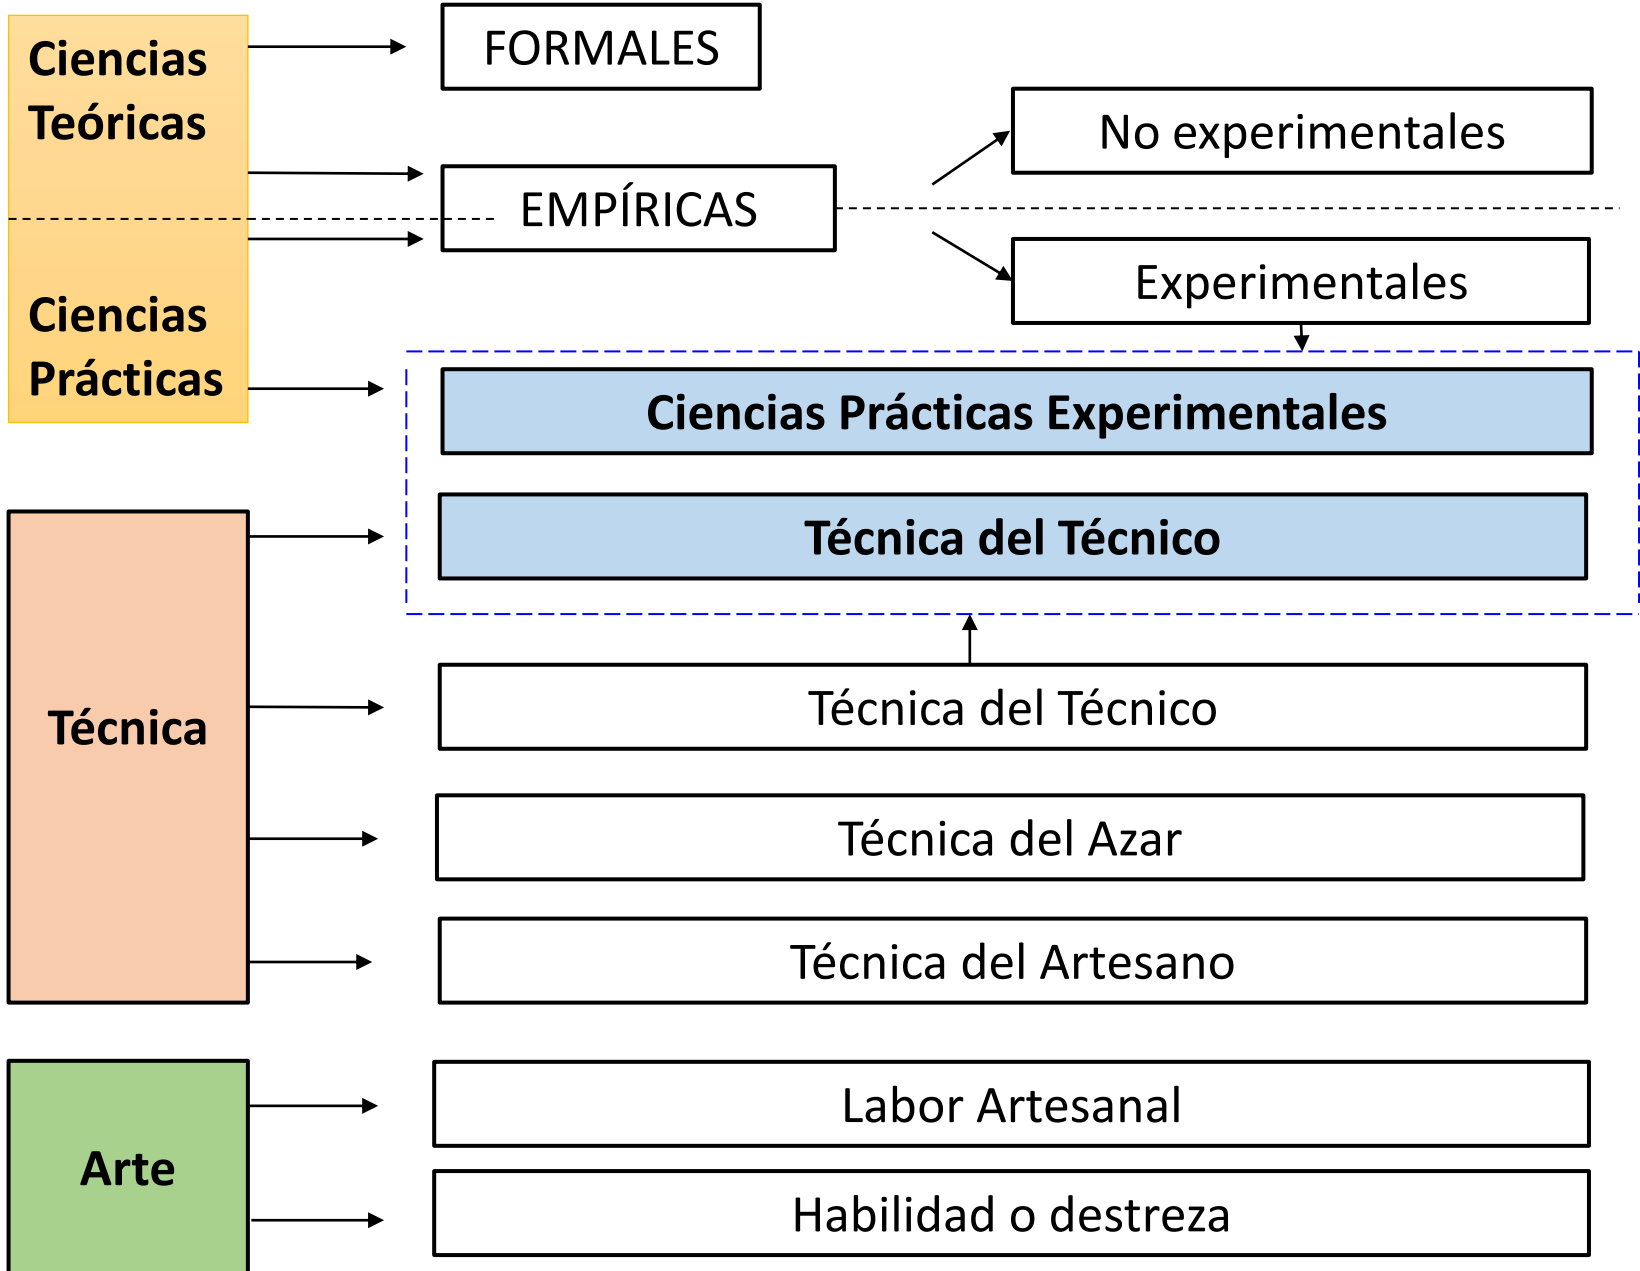 Ciencias
Teóricas
FORMALES
No experimentales
EMPÍRICAS
Experimentales
Ciencias
Prácticas
Ciencias Prácticas Experimentales
Técnica del Técnico
Técnica
Técnica del Técnico
Técnica del Azar
Técnica del Artesano
Arte
Labor Artesanal
Habilidad o destreza